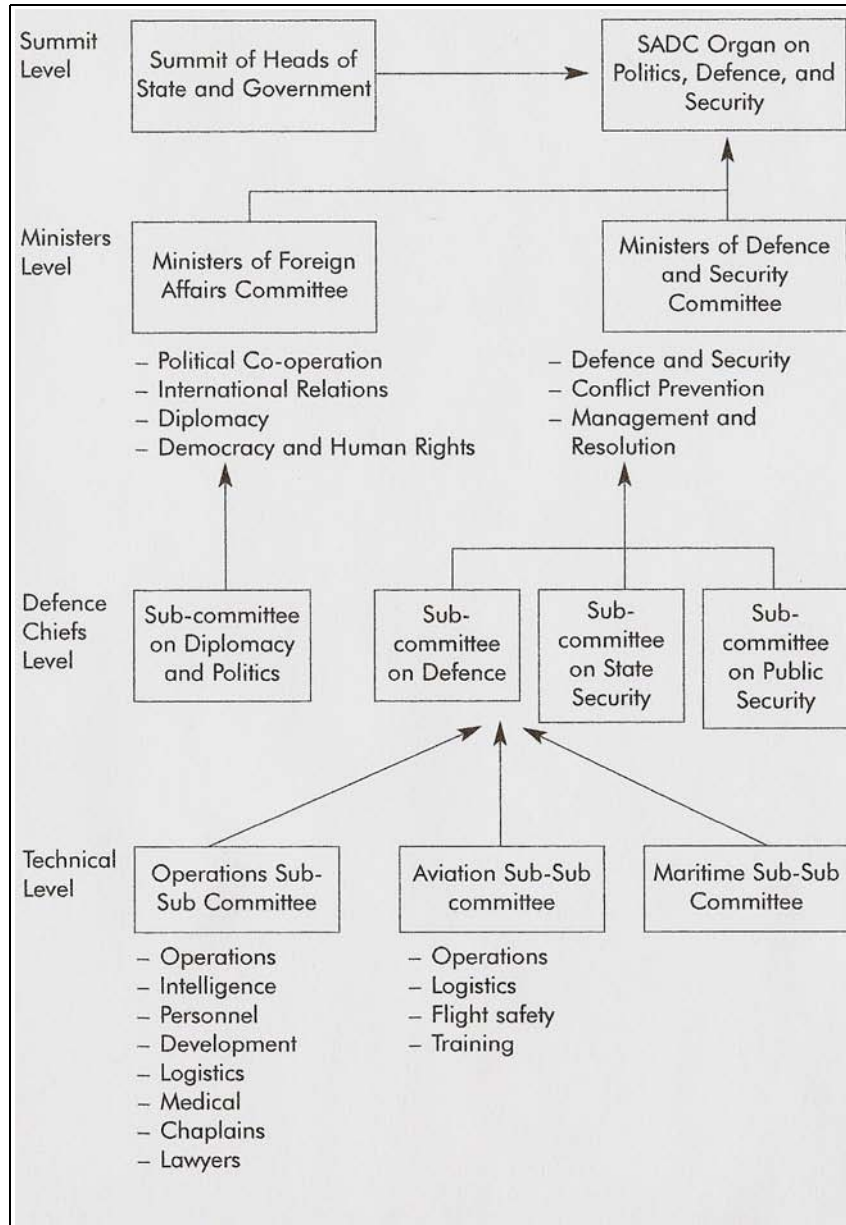 Summit
Level
Summit of Heads of
State and Government
SADC Organ on
Politics, Defence, and
Security
Ministers
Level
Ministers of Foreign
Affairs Committee
Ministers of Defence
and Security
Committee
– Political Co-operation
– International Relations
– Diplomacy
– Democracy and Human Rights
– Defence and Security
– Conflict Prevention
– Management and
Resolution
Defence
Chiefs
Level
Sub-committee
on Diplomacy
and Politics
Sub-
committee
on Defence
Sub-
committee
on State
Security
Sub-
committee
on Public
Security
Technical
Level
Operations Sub-
Sub Committee
Aviation Sub-Sub
committee
Maritime Sub-Sub
Committee
– Operations
– Intelligence
– Personnel
– Development
– Logistics
– Medical
– Chaplains
– Lawyers
– Operations
– Logistics
– Flight safety
– Training